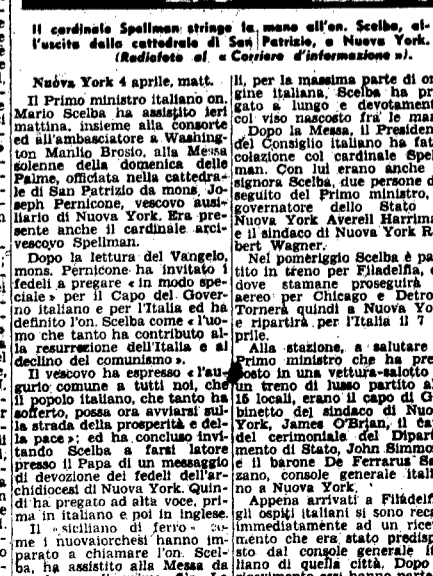 Il cardinale Spellman stringe la mano all'on. Scelba, al-
l'uscita dalla cattedrale di San Patrizio, a Nuova York.
(Radiofoto al « Corriere d'informazione »).
Nuova York 4 aprile, matt.
Il Primo ministro italiano on.
Mario Scelba ha assistito ieri
mattina, insieme alla consorte
ed all'ambasciatore a Washing-
ton Manlio Brosio, alla Messa
solenne della domenica delle
Palme, officiata nella cattedra-
le di San Patrizio da mons. Jo-
seph Pernicone, vescovo ausi-
liario di Nuova York. Era pre-
sente anche il cardinale arci-
vescovo Spellman.
Dopo la lettura del Vangelo,
mons. Pernicone ha invitato i
fedeli a pregare « in modo spe-
ciale » per il Capo del Gover-
no italiano e per l'Italia ed ha
definito l'on. Scelba come « l'uo-
mo che tanto ha contributo al-
la resurrezione dell'Italia e al
declino del comunismo ».
Il vescovo ha espresso « l'au-
gurio comune a tutti noi, che
il popolo italiano, che tanto ha
sofferto, possa ora avviarsi sul-
la strada della prosperità e del-
la pace »; ed ha concluso invi-
tando Scelba a farsi latore
presso il Papa di un messaggio
di devozione dei fedeli dell'ar-
chidiocesi di Nuova York. Quin-
di ha pregato ad alta voce, pri-
ma in italiano e poi in inglese.
Il « siciliano di ferro » co-
me i nuovaiorchesi hanno im-
parato a chiamare l'on. Scel-
ba, ha assistito alla Messa da
li, per la massima parte di or
gine italiana, Scelba ha pr
gato a lungo e devotament
col viso nascosto fra le ma
Dopo la Messa, il Presiden
del Consiglio italiano ha fat
colazione col cardinale Spel
man. Con lui erano anche
signora Scelba, due persone d
seguito del Primo ministro,
governatore dello Stato
Nuova York Averell Harrima
e il sindaco di Nuova York R
bert Wagner.
Nel pomeriggio Scelba è pa
tito in treno per Filadelfia,
dove stamane proseguirà
aereo per Chicago e Detro
Tornerà quindi a Nuova Yo
e ripartirà per l'Italia il 7
prile.
Alla stazione, a salutare
Primo ministro che ha pre
posto in una vettura-salotto
un treno di lusso partito al
15 locali, erano il capo di G
binetto del sindaco di Nuo
York, James O'Brian, il ca
del cerimoniale del Dipart
mento di Stato, John Simmo
e il barone De Ferrarus Sa
zano, console generale ital
no a Nuova York.
Appena arrivati a Filadelf
gli ospiti italiani si sono reca
immediatamente ad un rice
mento che era stato predisp
sto dal console generale it
liano di quella città. Dopo